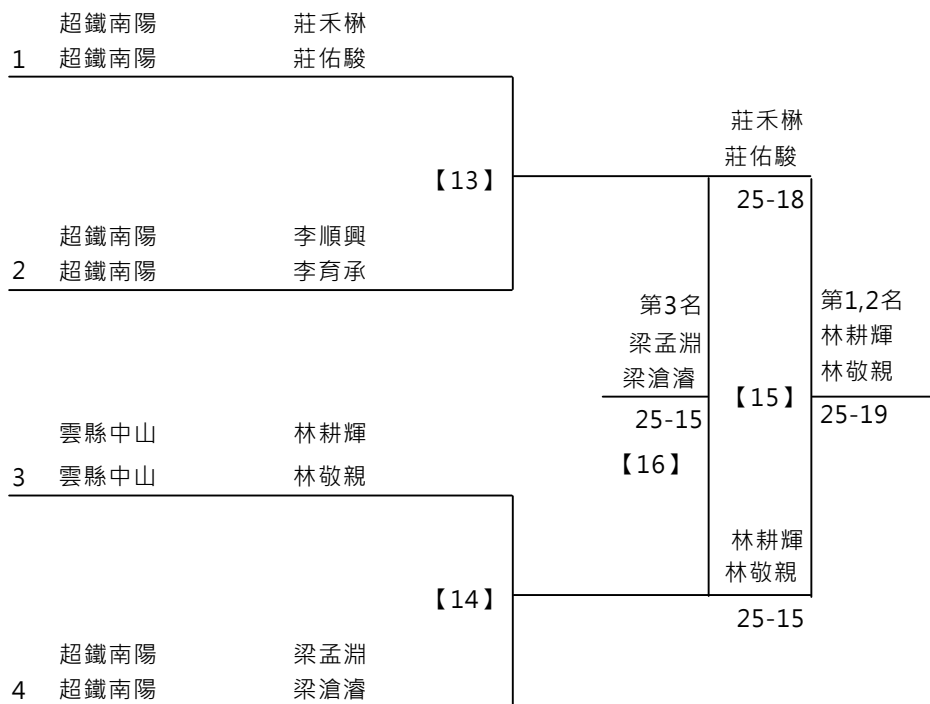 超鐵南陽 莊禾楙
1 超鐵南陽 莊佑駿
莊禾楙
莊佑駿
【13】
25-18
超鐵南陽 李順興
2 超鐵南陽 李育承
第3名
梁孟淵
梁滄濬
25-15
【16】
【15】
第1,2名
林耕輝
林敬親
25-19
雲縣中山 林耕輝
3 雲縣中山 林敬親
林耕輝
林敬親
【14】
25-15
超鐵南陽 梁孟淵
4 超鐵南陽 梁滄濬